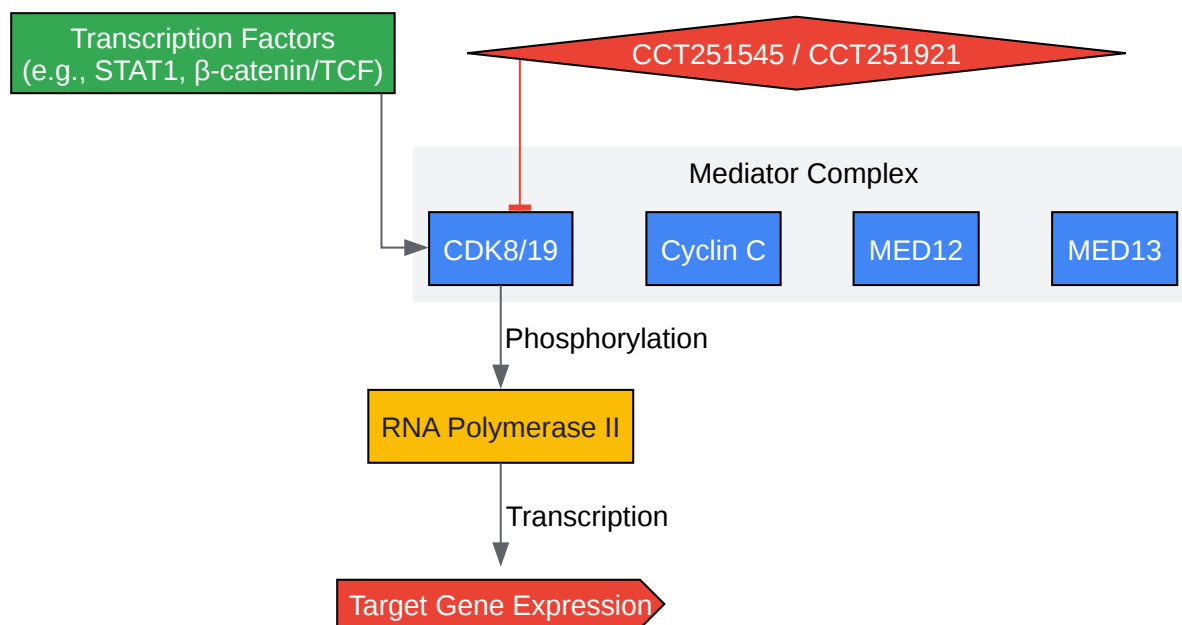 Transcription Factors
(e.g., STAT1, β-catenin/TCF)
CCT251545 / CCT251921
Mediator Complex
CDK8/19
Cyclin C
MED12
MED13
Phosphorylation
RNA Polymerase II
Transcription
Target Gene Expression